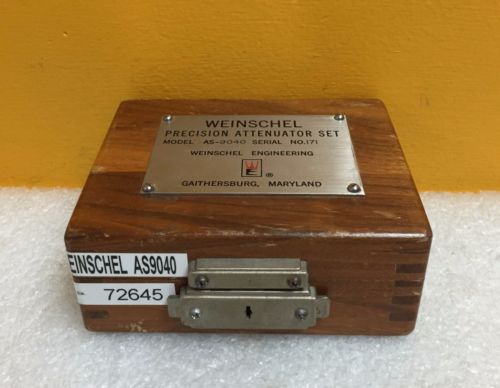 WEINSCHEL
PRECISION ATTENUATOR SET
MODEL AS-9040 SERIAL NO.171
WEINSCHEL ENGINEERING
®
GAITHERSBURG, MARYLAND
EINSCHEL AS9040
72645